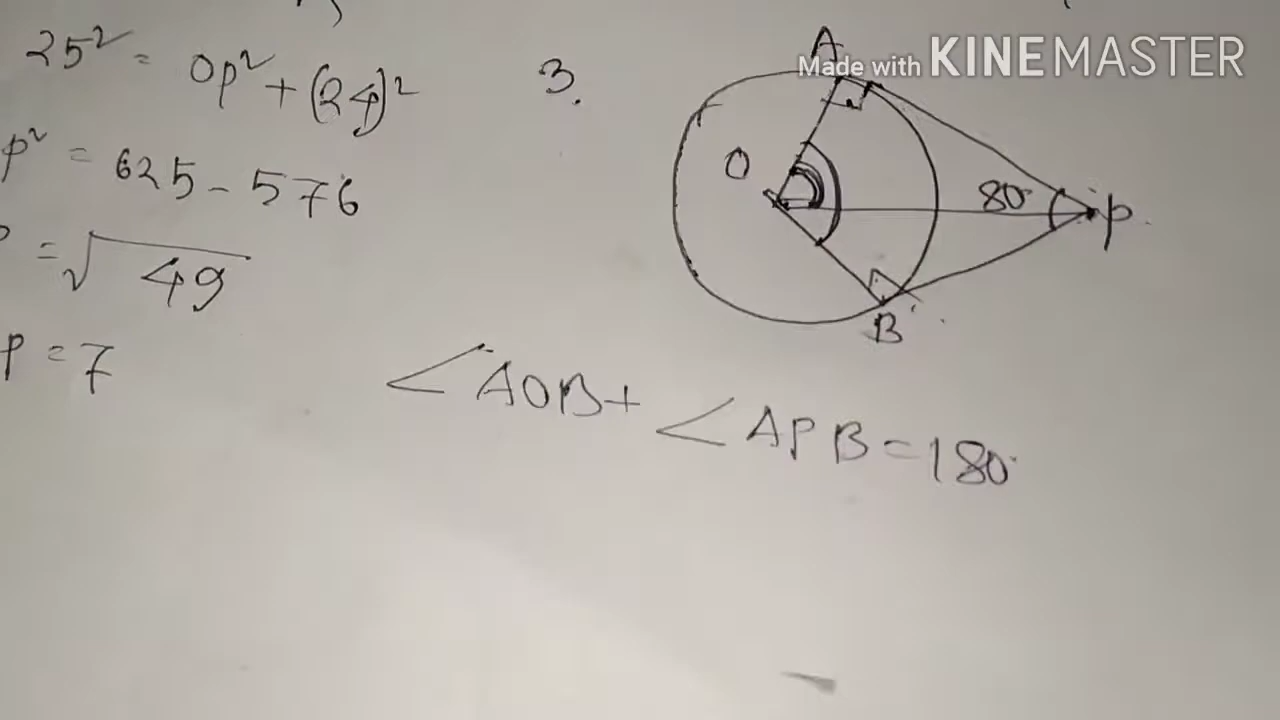 25² = OP² + (24)²
P² = 625 - 576
= √49
P = 7
3.
Made with KINEMASTER
A
O
80°
P
B
∠AOB + ∠APB = 180°